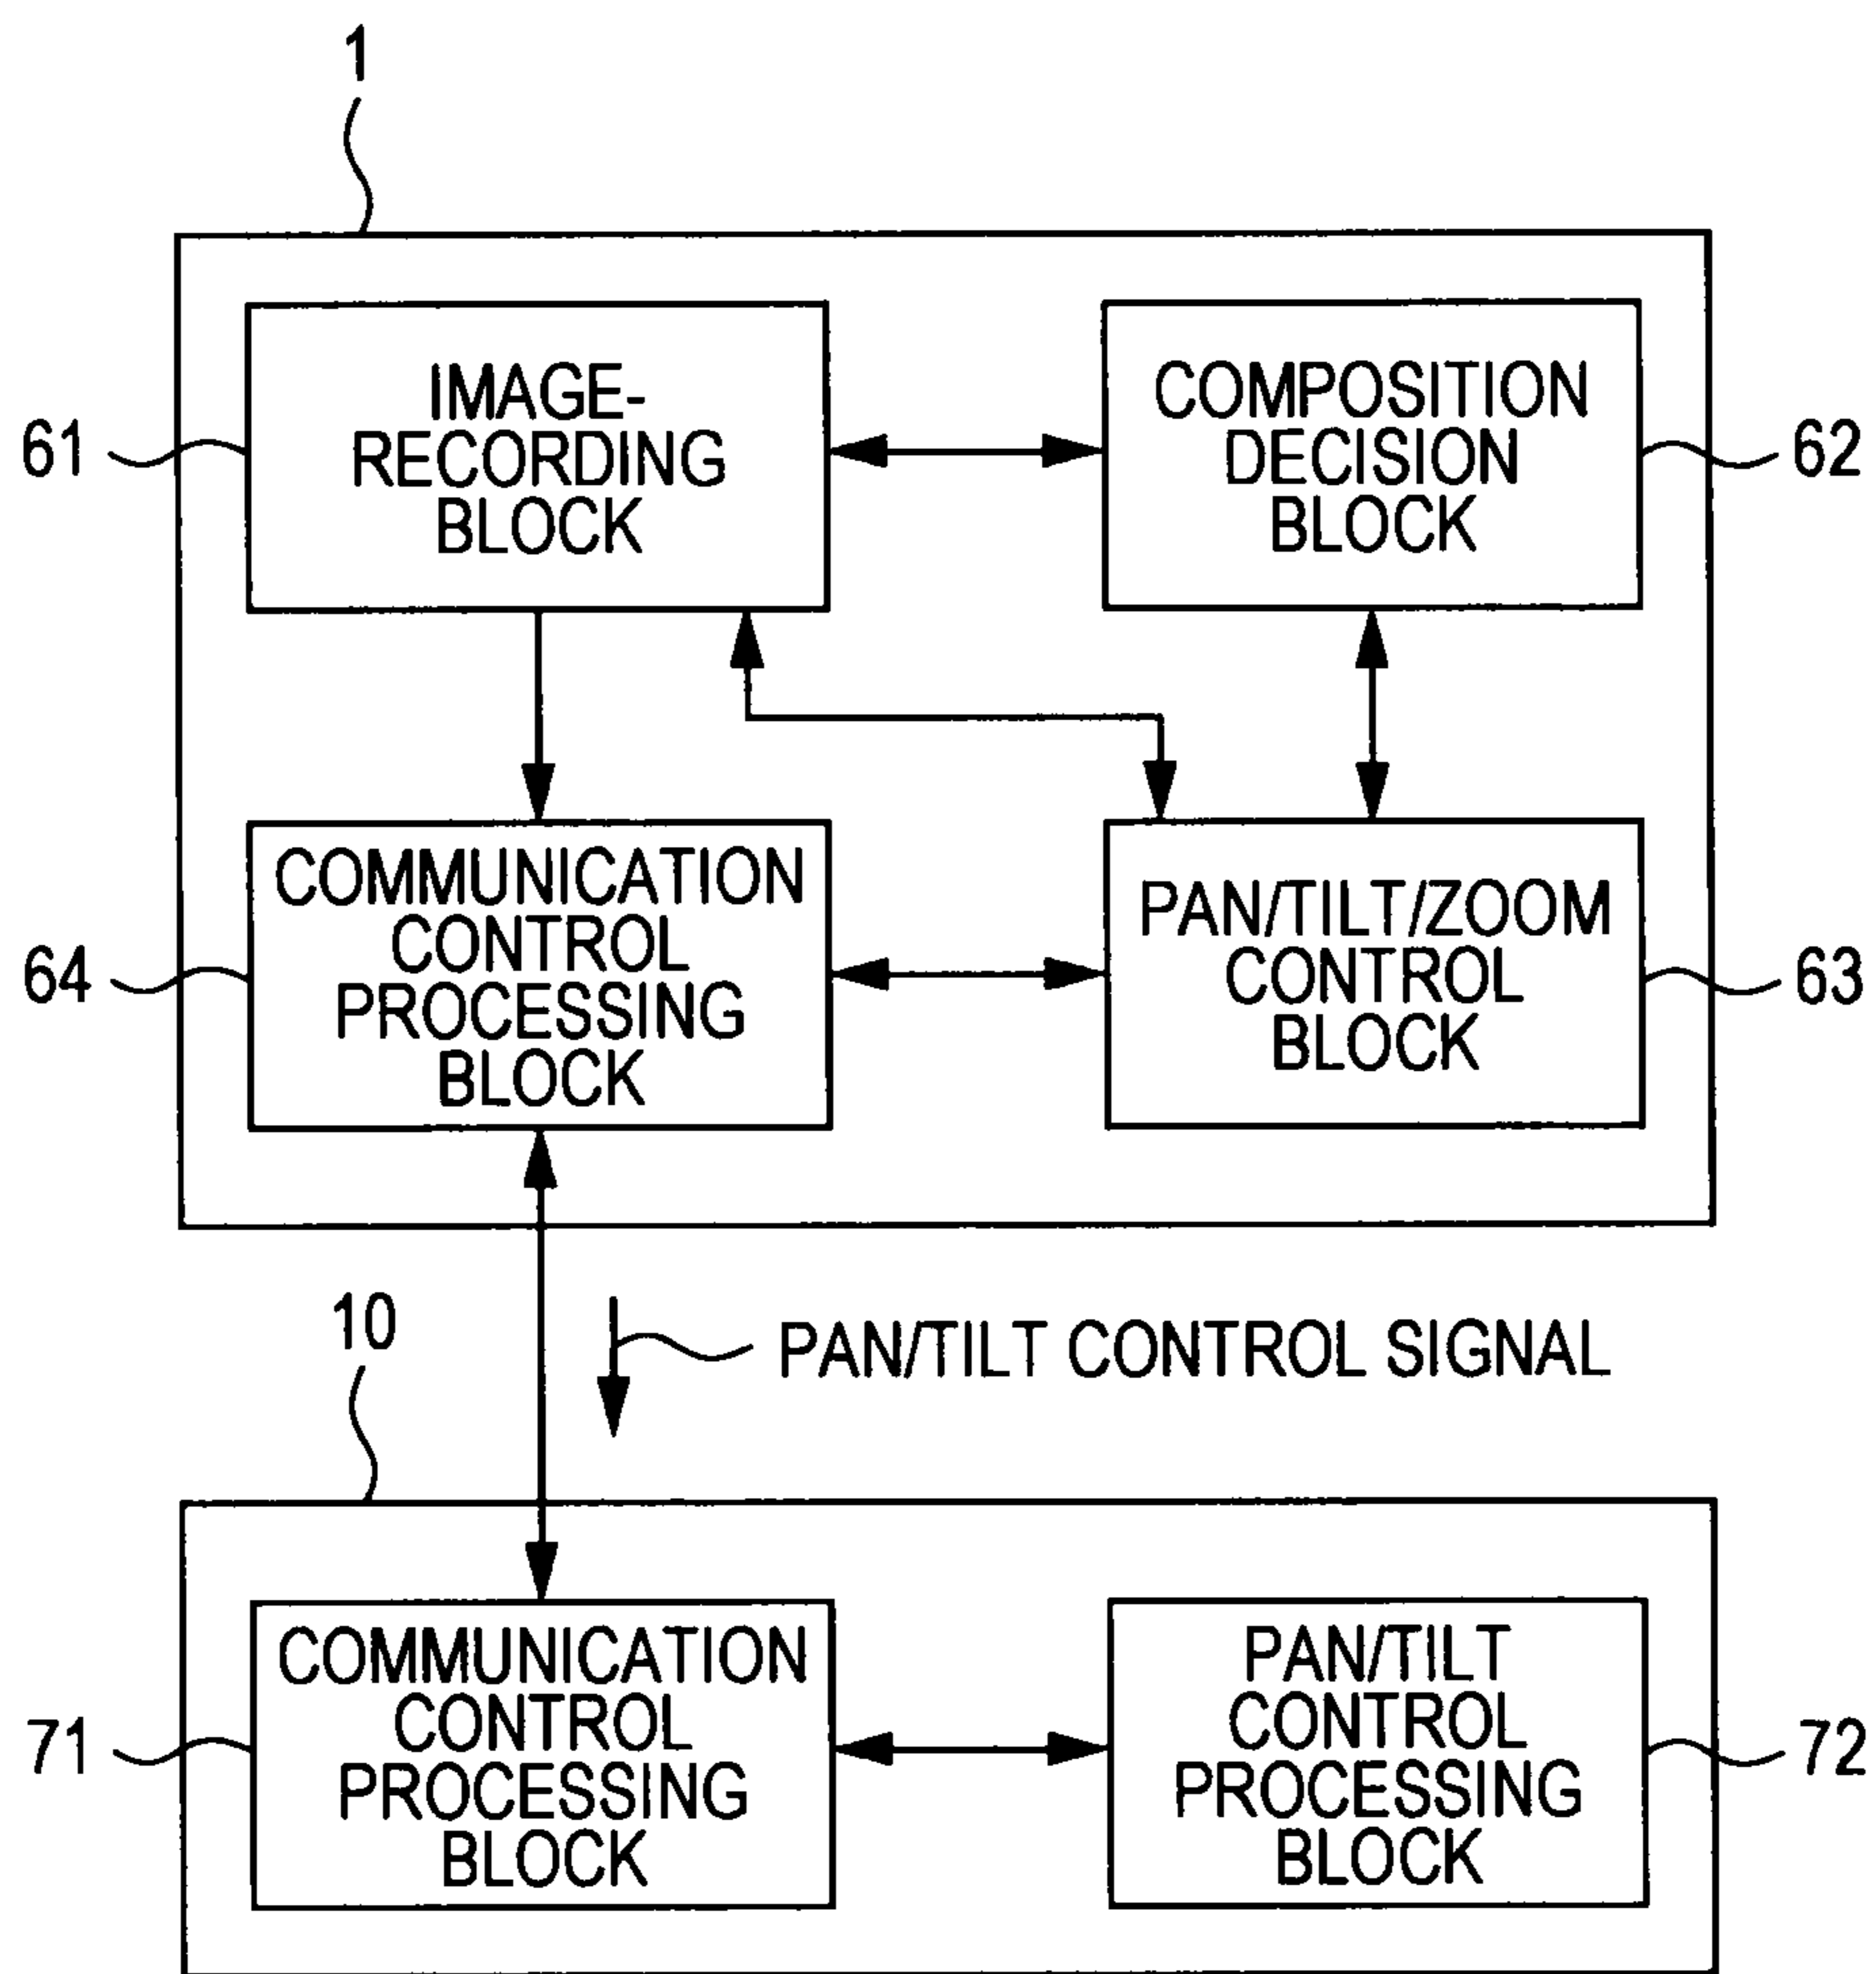 1
IMAGE-
RECORDING
BLOCK
61
COMPOSITION
DECISION
BLOCK
62
COMMUNICATION
CONTROL
PROCESSING
BLOCK
64
PAN/TILT/ZOOM
CONTROL
BLOCK
63
10
PAN/TILT CONTROL SIGNAL
COMMUNICATION
CONTROL
PROCESSING
BLOCK
71
PAN/TILT
CONTROL
PROCESSING
BLOCK
72